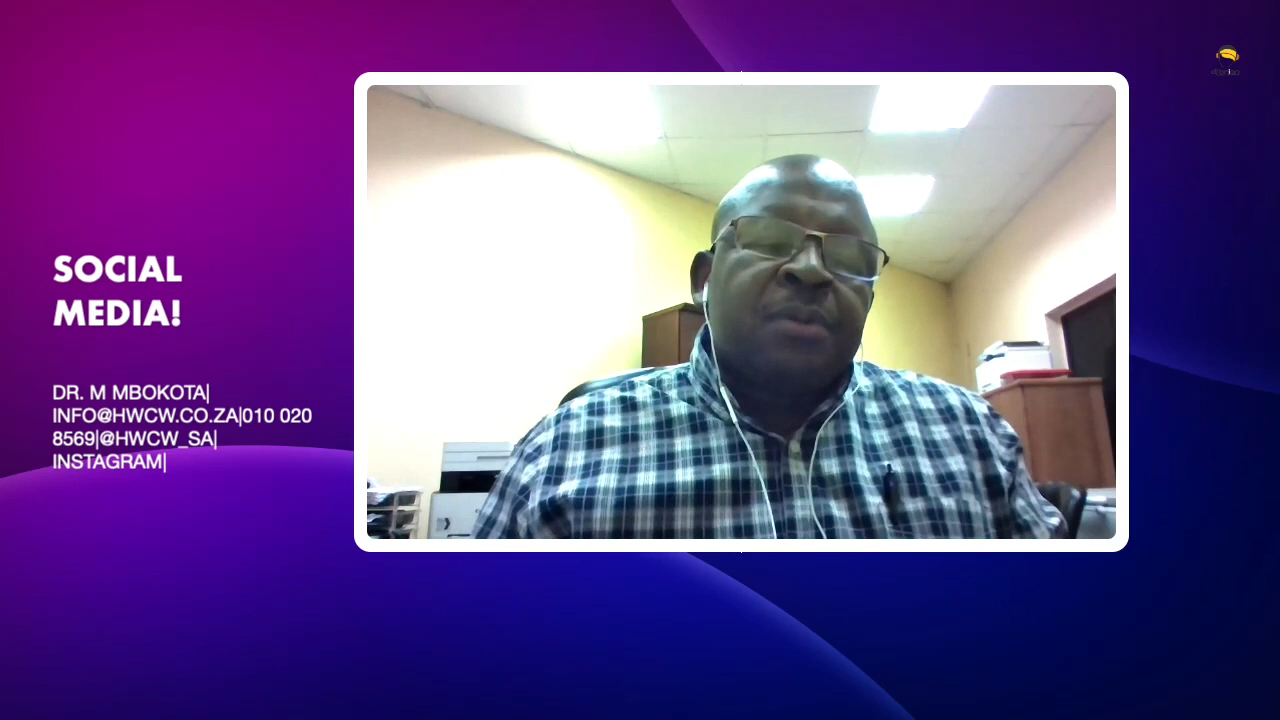 SOCIAL
MEDIA!
DR. M MBOKOTA|
INFO@HWCW.CO.ZA|010 020
8569|@HWCW_SA|
INSTAGRAM|